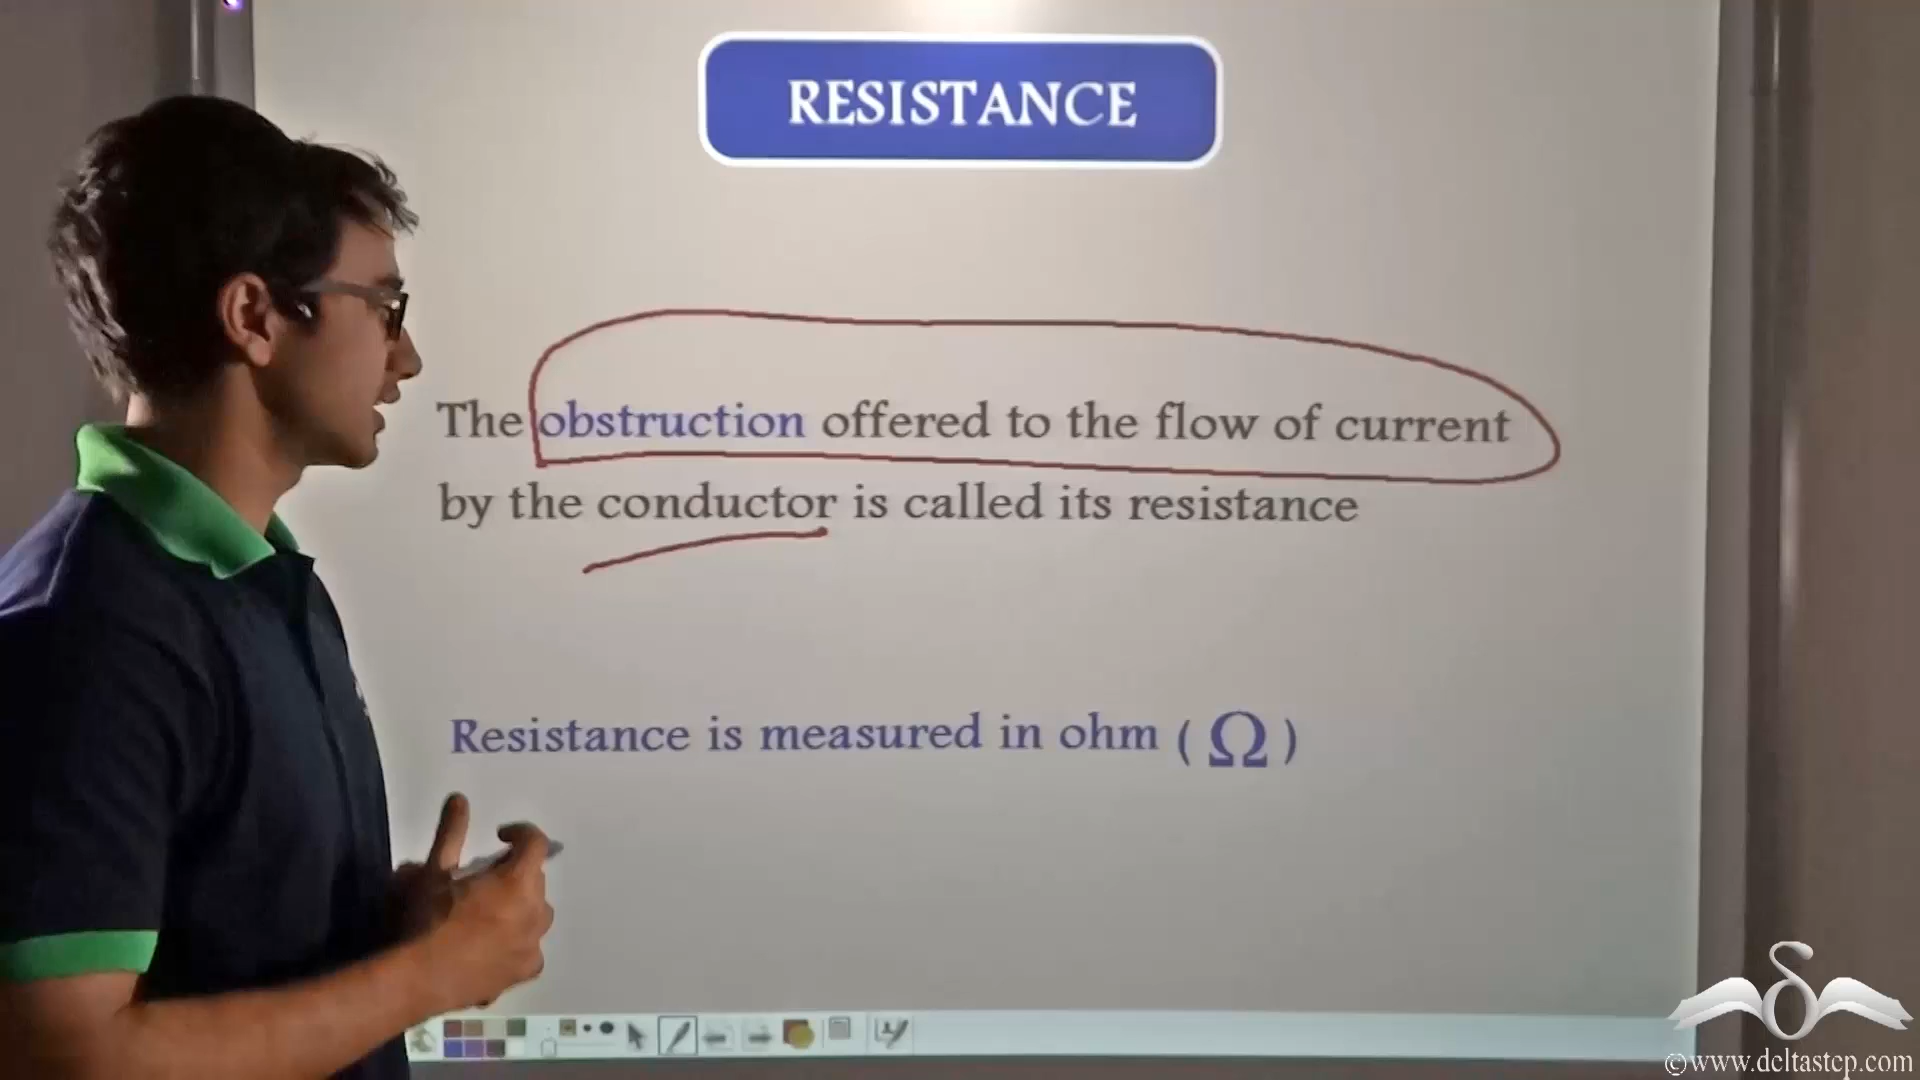 RESISTANCE
The obstruction offered to the flow of current
by the conductor is called its resistance
Resistance is measured in ohm ( Ω )
©www.deltastep.com